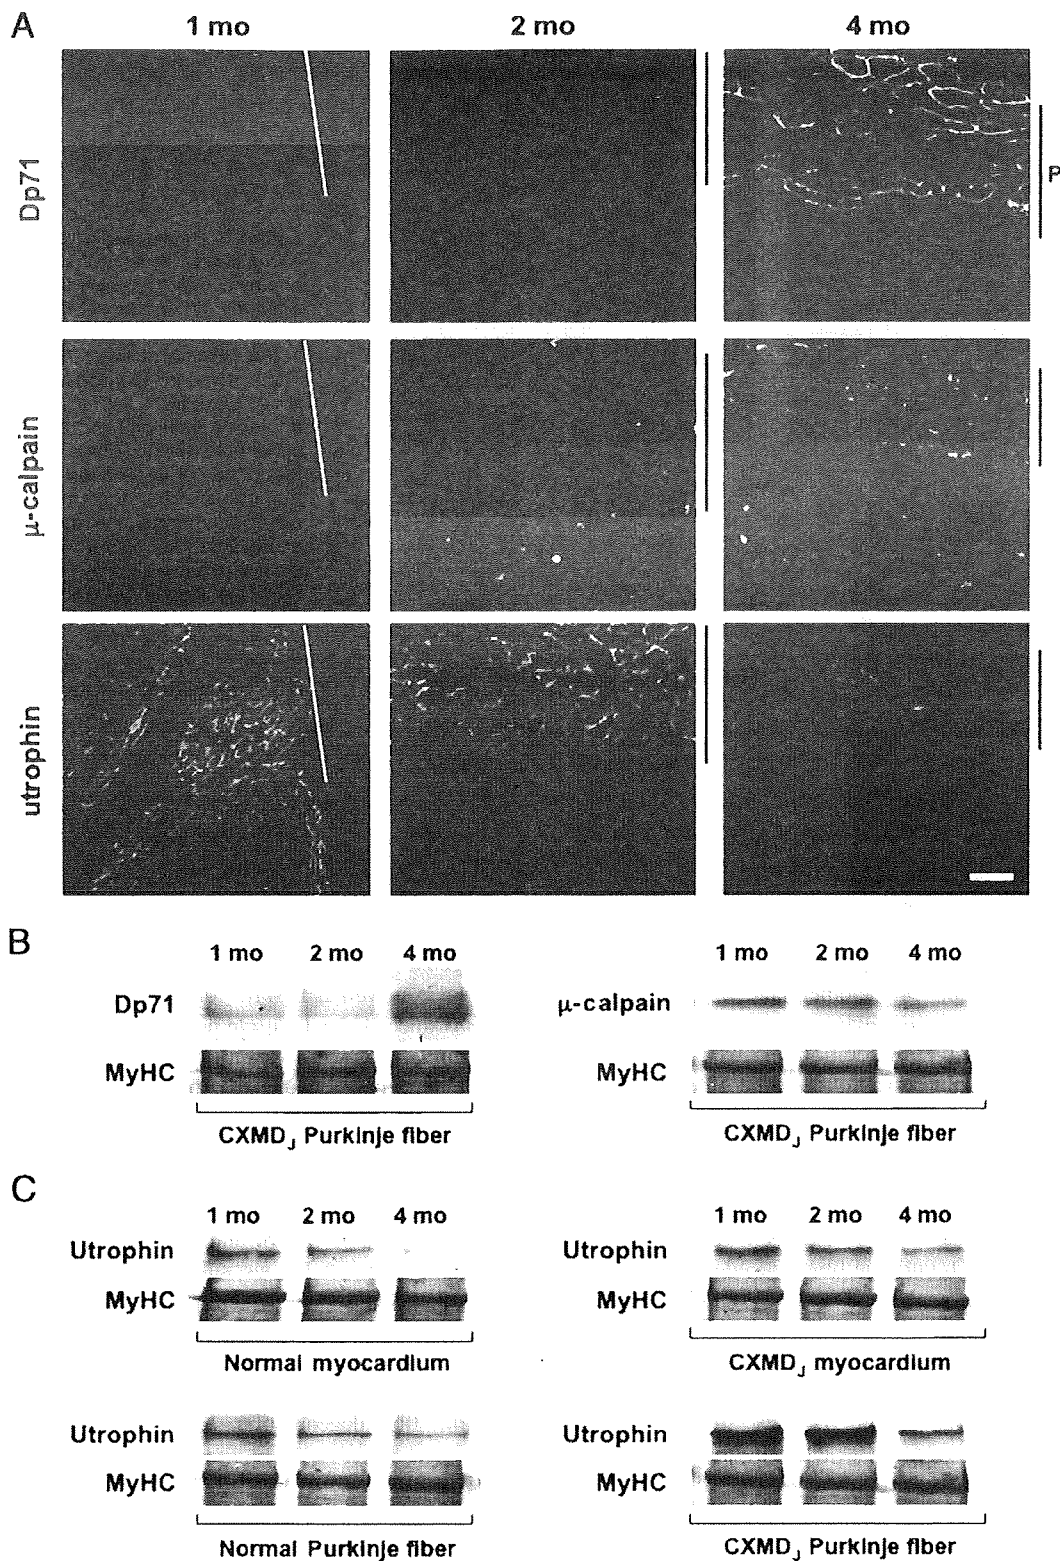 A
1 mo 2 mo 4 mo
Dp71
P
μ-calpain
utrophin
B
1 mo 2 mo 4 mo
Dp71
MyHC
CXMDJ Purkinje fiber
1 mo 2 mo 4 mo
μ-calpain
MyHC
CXMDJ Purkinje fiber
C
1 mo 2 mo 4 mo
Utrophin
MyHC
Normal myocardium
1 mo 2 mo 4 mo
Utrophin
MyHC
CXMDJ myocardium
Utrophin
MyHC
Normal Purkinje fiber
Utrophin
MyHC
CXMDJ Purkinje fiber